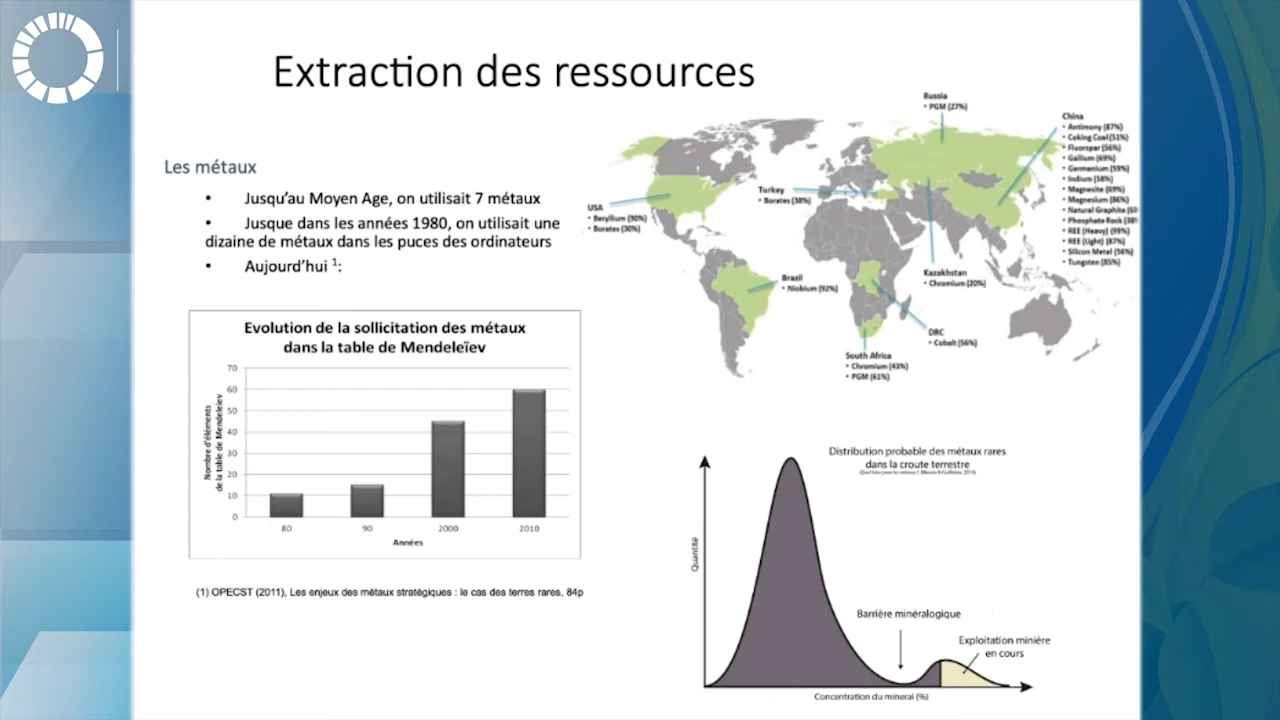 Extraction des ressources
Les métaux
• Jusqu'au Moyen Age, on utilisait 7 métaux
• Jusque dans les années 1980, on utilisait une
dizaine de métaux dans les puces des ordinateurs
• Aujourd'hui ¹:
Evolution de la sollicitation des métaux
dans la table de Mendeleïev
Nombre d'éléments
de la table de Mendeleiev
70
60
50
40
30
20
10
0
80
90
2000
2010
Années
(1) OPECST (2011), Les enjeux des métaux stratégiques : le cas des terres rares, 84p
Russia
• PGM (27%)
China
• Antimony (87%)
• Coking Coal (51%)
• Fluorspar (56%)
• Gallium (69%)
• Germanium (59%)
• Indium (58%)
• Magnesite (69%)
• Magnesium (86%)
• Natural Graphite (69
• Phosphate Rock (38%
• REE (Heavy) (99%)
• REE (Light) (87%)
• Silicon Metal (56%)
• Tungsten (85%)
Turkey
• Borates (38%)
USA
• Beryllium (90%)
• Borates (30%)
Kazakhstan
• Chromium (20%)
Brazil
• Niobium (92%)
DRC
• Cobalt (56%)
South Africa
• Chromium (43%)
• PGM (61%)
Distribution probable des métaux rares
dans la croute terrestre
Quantité
Barrière minéralogique
Exploitation minière
en cours
Concentration du minerai (%)